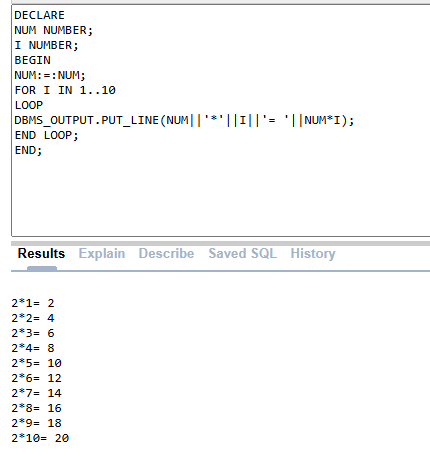 DECLARE
NUM NUMBER;
I NUMBER;
BEGIN
NUM:=:NUM;
FOR I IN 1..10
LOOP
DBMS_OUTPUT.PUT_LINE(NUM||'*'||I||'= '||NUM*I);
END LOOP;
END;
Results Explain Describe Saved SQL History
2*1= 2
2*2= 4
2*3= 6
2*4= 8
2*5= 10
2*6= 12
2*7= 14
2*8= 16
2*9= 18
2*10= 20